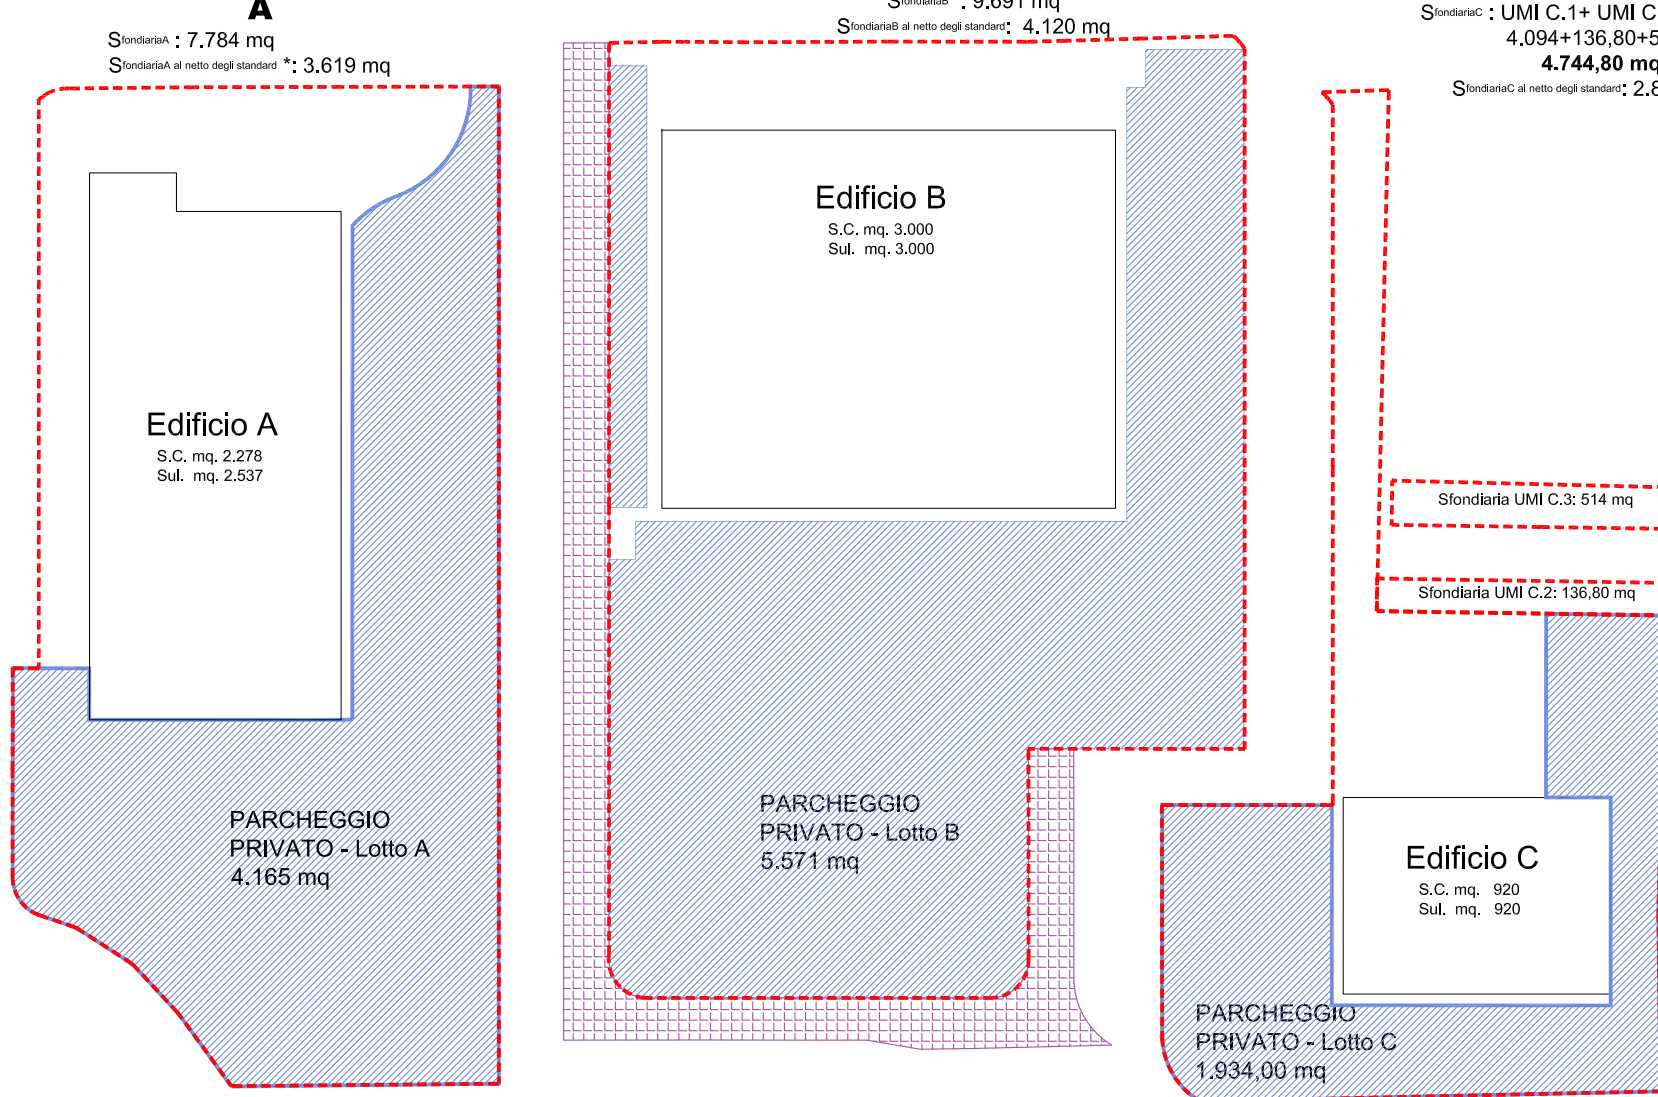 A
SfondiariaA : 7.784 mq
SfondiariaA al netto degli standard *: 3.619 mq
SfondiariaB : 9.691 mq
SfondiariaB al netto degli standard: 4.120 mq
SfondiariaC : UMI C.1+ UMI C
4.094+136,80+5
4.744,80 mq
SfondiariaC al netto degli standard: 2.8
Edificio A
S.C. mq. 2.278
Sul. mq. 2.537
PARCHEGGIO
PRIVATO - Lotto A
4.165 mq
Edificio B
S.C. mq. 3.000
Sul. mq. 3.000
PARCHEGGIO
PRIVATO - Lotto B
5.571 mq
Sfondiaria UMI C.3: 514 mq
Sfondiaria UMI C.2: 136,80 mq
Edificio C
S.C. mq. 920
Sul. mq. 920
PARCHEGGIO
PRIVATO - Lotto C
1.934,00 mq